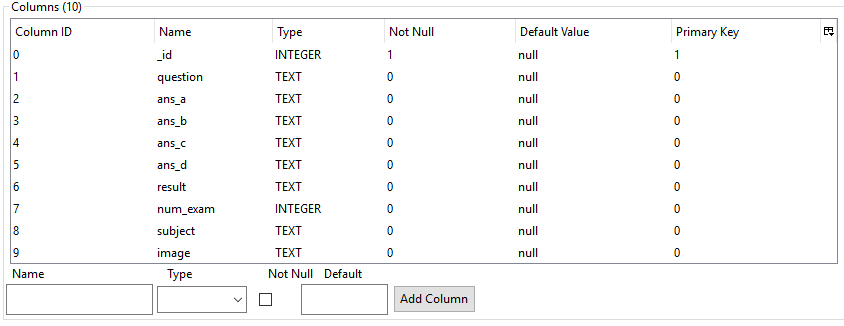 Columns (10)
Column ID Name Type Not Null Default Value Primary Key
0 _id INTEGER 1 null 1
1 question TEXT 0 null 0
2 ans_a TEXT 0 null 0
3 ans_b TEXT 0 null 0
4 ans_c TEXT 0 null 0
5 ans_d TEXT 0 null 0
6 result TEXT 0 null 0
7 num_exam INTEGER 0 null 0
8 subject TEXT 0 null 0
9 image TEXT 0 null 0
Name Type Not Null Default
Add Column